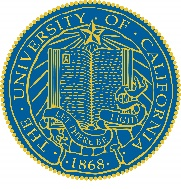 THE UNIVERSITY OF CALIFORNIA
LET THERE BE LIGHT
·1868·